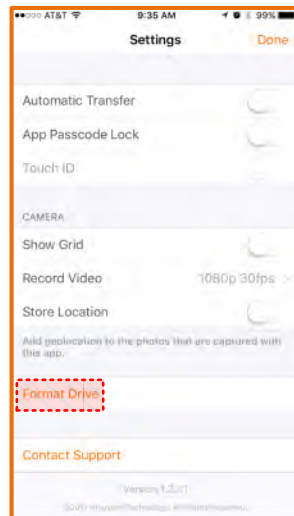 AT&T 9:35 AM 99%
Settings Done
Automatic Transfer
App Passcode Lock
Touch ID
CAMERA
Show Grid
Record Video 1080p 30fps
Store Location
Add geolocation to the photos that are captured with
this app.
Format Drive
Contact Support
Version